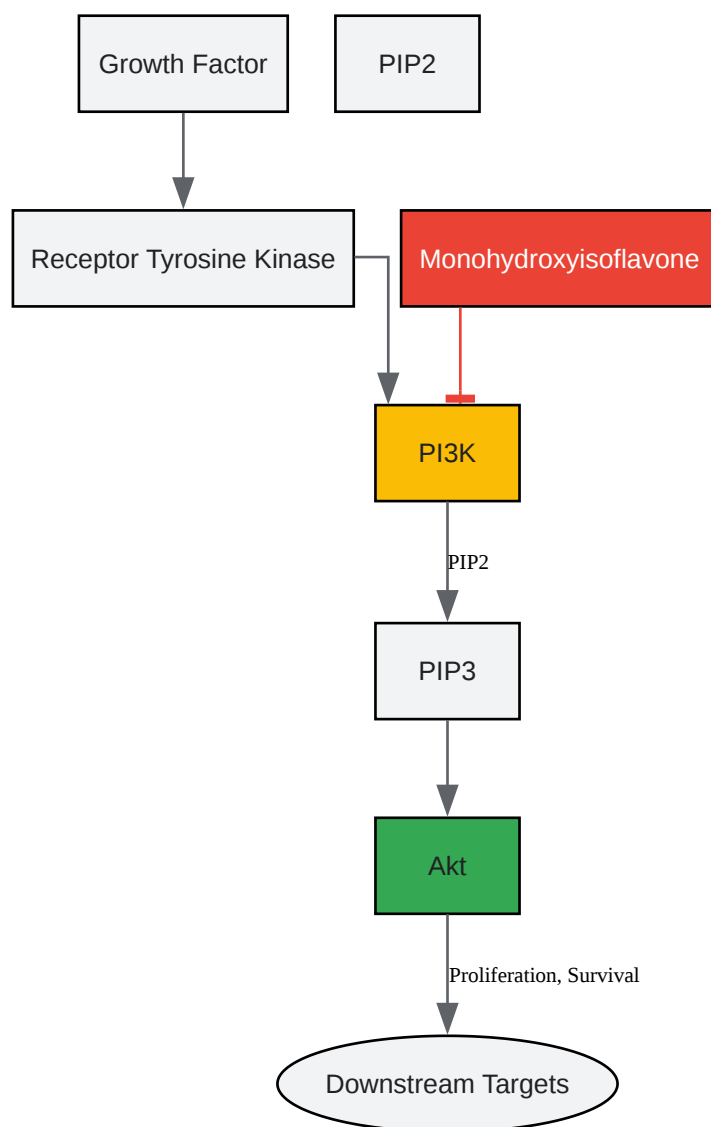 Growth Factor
PIP2
Receptor Tyrosine Kinase
Monohydroxyisoflavone
PI3K
PIP2
PIP3
Akt
Proliferation, Survival
Downstream Targets